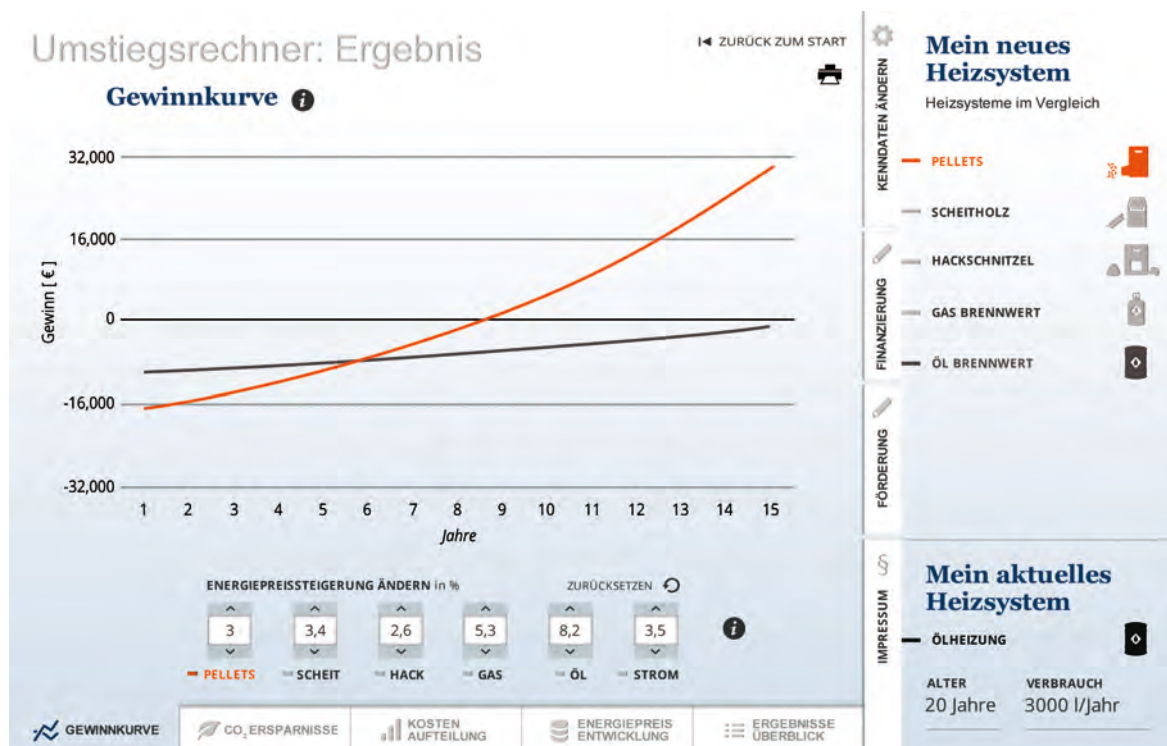 Umstiegsrechner: Ergebnis
ZURÜCK ZUM START
Gewinnkurve i
32,000
16,000
0
-16,000
-32,000
Gewinn [ € ]
1 2 3 4 5 6 7 8 9 10 11 12 13 14 15
Jahre
ENERGIEPREISSTEIGERUNG ÄNDERN in %
ZURÜCKSETZEN
3 3,4 2,6 5,3 8,2 3,5 i
PELLETS SCHEIT HACK GAS ÖL STROM
GEWINNKURVE
CO₂ERSPARNISSE
KOSTEN
AUFTEILUNG
ENERGIEPREIS
ENTWICKLUNG
ERGEBNISSE
ÜBERBLICK
KENNDATEN ÄNDERN
FINANZIERUNG
FÖRDERUNG
§
IMPRESSUM
Mein neues
Heizsystem
Heizsysteme im Vergleich
PELLETS
SCHEITHOLZ
HACKSCHNITZEL
GAS BRENNWERT
ÖL BRENNWERT
Mein aktuelles
Heizsystem
ÖLHEIZUNG
ALTER VERBRAUCH
20 Jahre 3000 l/Jahr